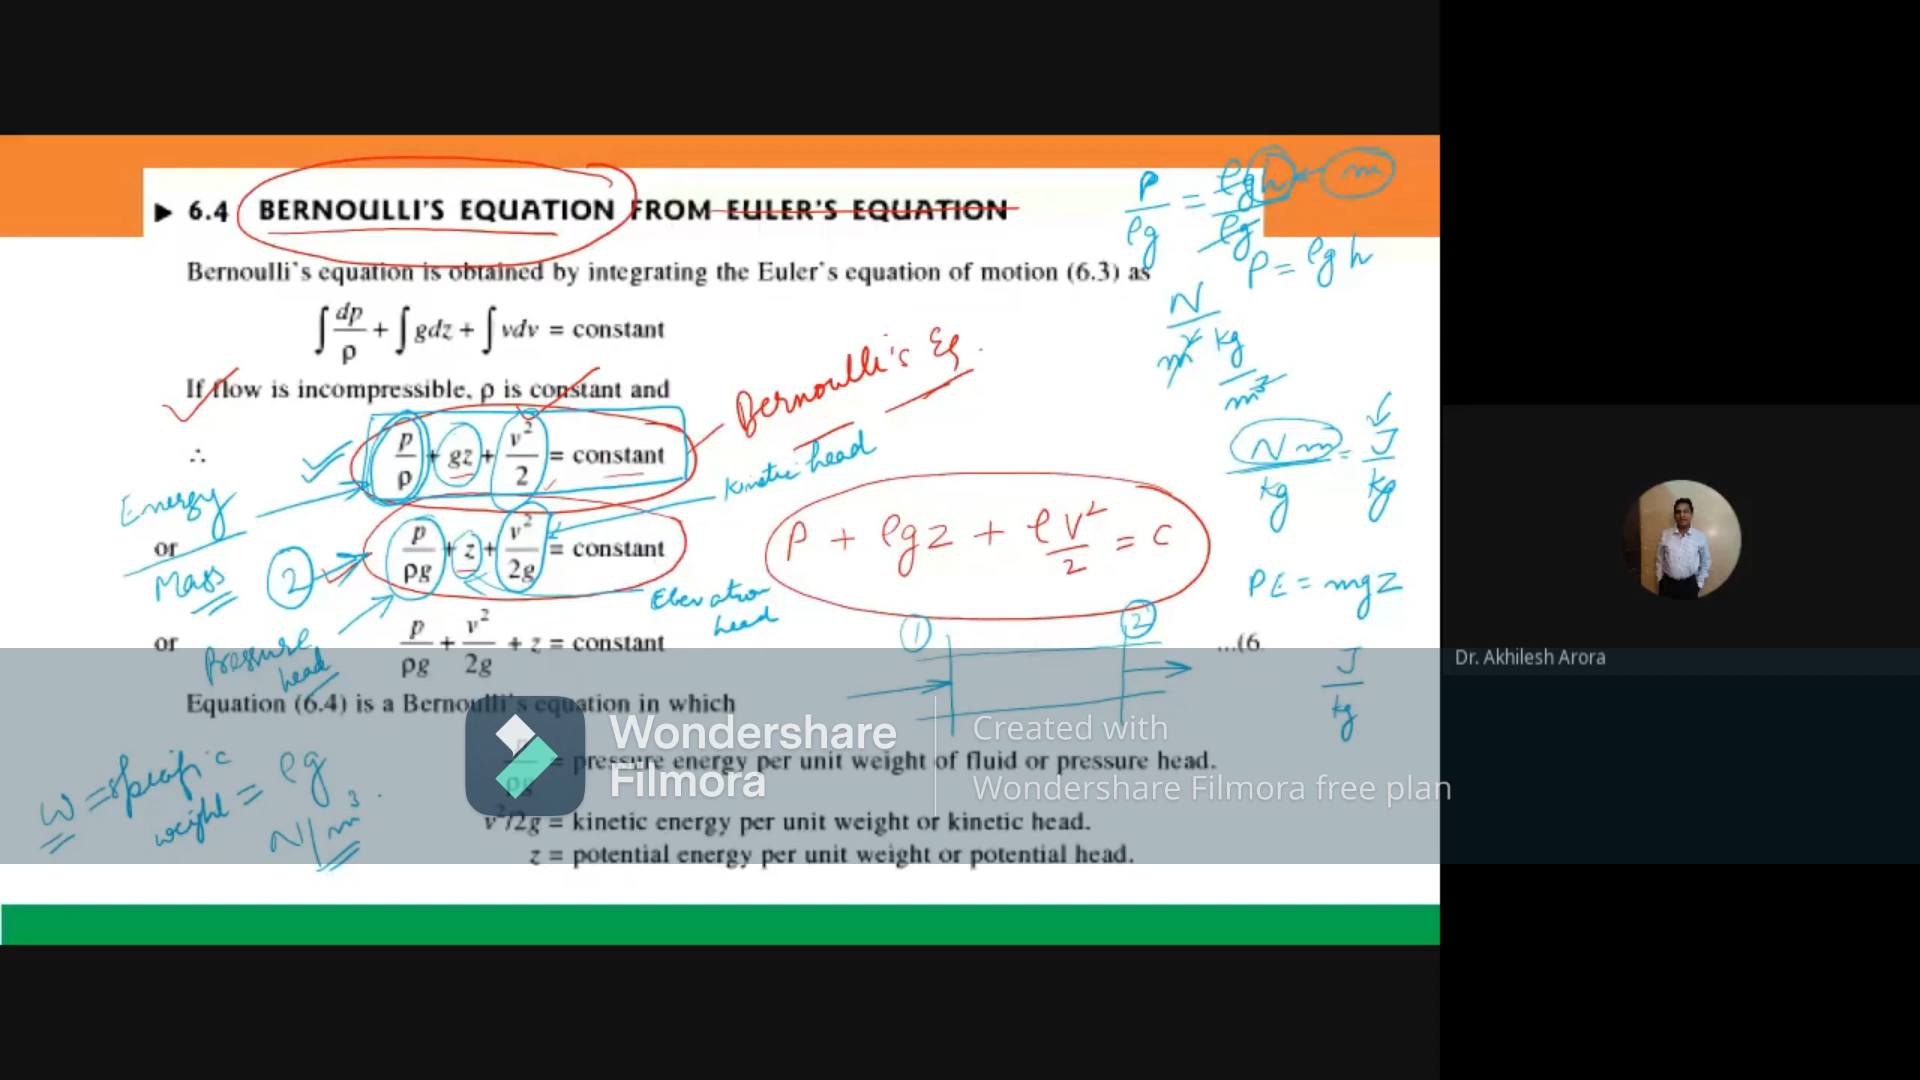 ▶ 6.4 BERNOULLI'S EQUATION FROM EULER'S EQUATION
P/ρg = ρgh/ρg ← m
P = ρgh
Bernoulli's equation is obtained by integrating the Euler's equation of motion (6.3) as
∫ dp/ρ + ∫ gdz + ∫ vdv = constant
N/m² kg/m³
Bernoulli's Eq.
If flow is incompressible, ρ is constant and
∴ p/ρ + gz + v²/2 = constant
Kinetic head
Nm/kg = J/kg
Energy
or
Mass
② p/ρg + z + v²/2g = constant
P + ρgz + ρv²/2 = c
PE = mgz
Elevation head
or p/ρg + v²/2g + z = constant
① ②
...(6.
J/kg
Pressure head
Equation (6.4) is a Bernoulli's equation in which
Wondershare
Filmora
Created with
Wondershare Filmora free plan
= pressure energy per unit weight of fluid or pressure head.
w = specific weight = ρg
N/m³
v²/2g = kinetic energy per unit weight or kinetic head.
z = potential energy per unit weight or potential head.
Dr. Akhilesh Arora